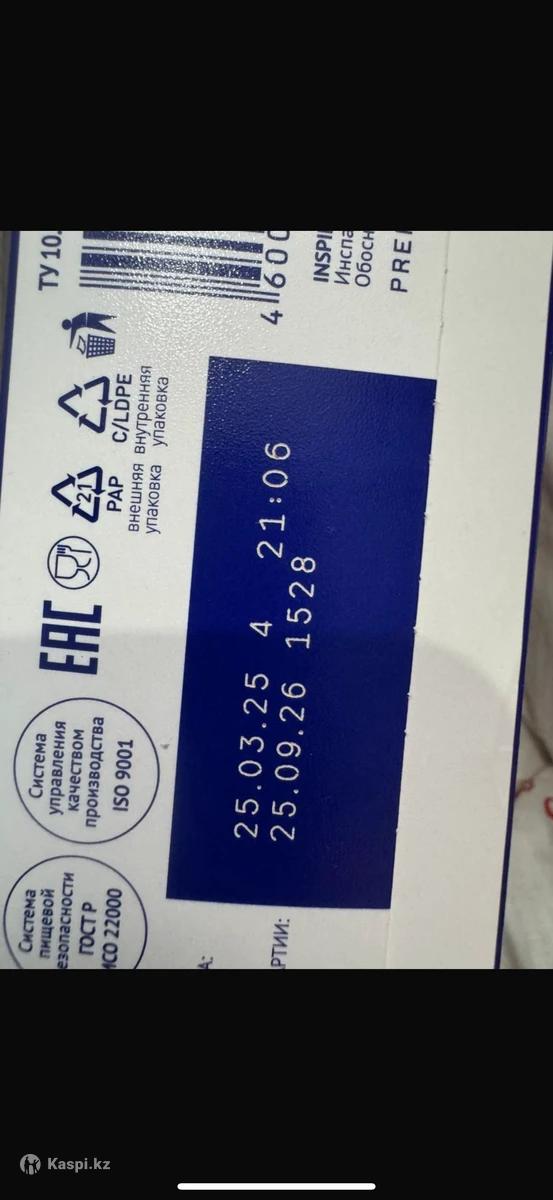 ТУ 10.
4 600
INSPI
Инспа
Обосн
PREI
21
PAP
внешняя
упаковка
C/LDPE
внутренняя
упаковка
EAC
Система
управления
качеством
производства
ISO 9001
Система
пищевой
безопасности
ГОСТ Р
ИСО 22000
25.03.25 4 21:06
25.09.26 1528
А:
РТИИ:
Kaspi.kz